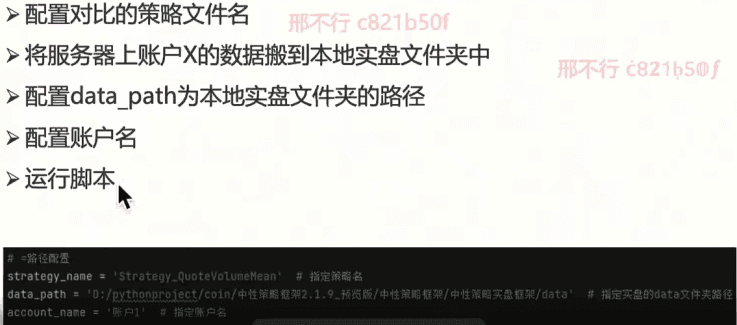 ➢配置对比的策略文件名
邢不行 c821b50f
➢将服务器上账户X的数据搬到本地实盘文件夹中
邢不行 c821b50f
➢配置data_path为本地实盘文件夹的路径
➢配置账户名
➢运行脚本
# =路径配置
strategy_name = 'Strategy_QuoteVolumeMean'  # 指定策略名
data_path = 'D:/pythonproject/coin/中性策略框架2.1.9_预览版/中性策略框架/中性策略实盘框架/data'  # 指定实盘的data文件夹路径
account_name = '账户1'  # 指定账户名